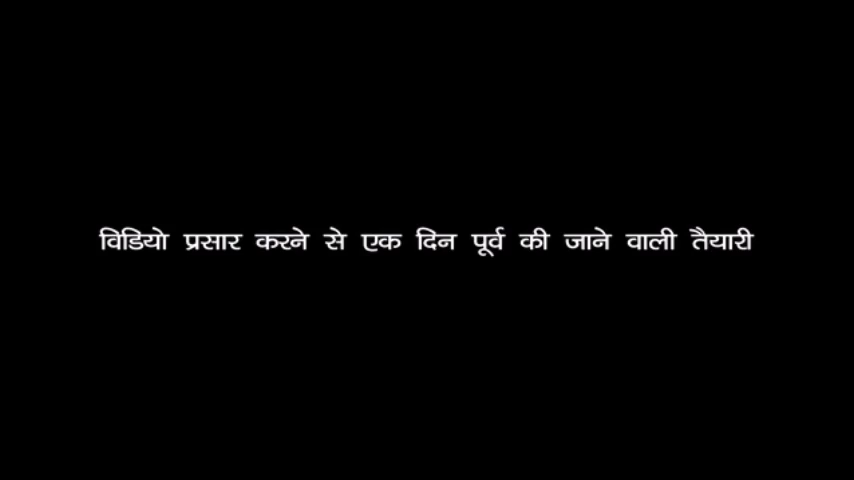 विडियो प्रसार करने से एक दिन पूर्व की जाने वाली तैयारी